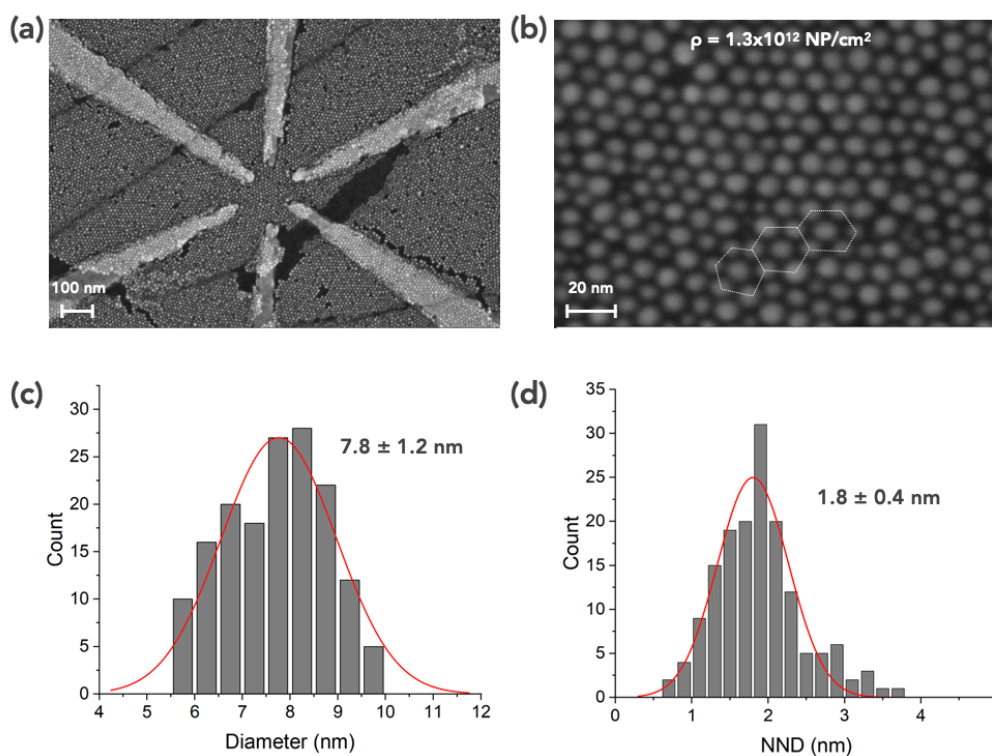 (a)
100 nm
(b)
ρ = 1.3x10¹² NP/cm²
20 nm
(c)
30
25
20
15
10
5
0
Count
7.8 ± 1.2 nm
4 5 6 7 8 9 10 11 12
Diameter (nm)
(d)
35
30
25
20
15
10
5
0
Count
1.8 ± 0.4 nm
0 1 2 3 4
NND (nm)